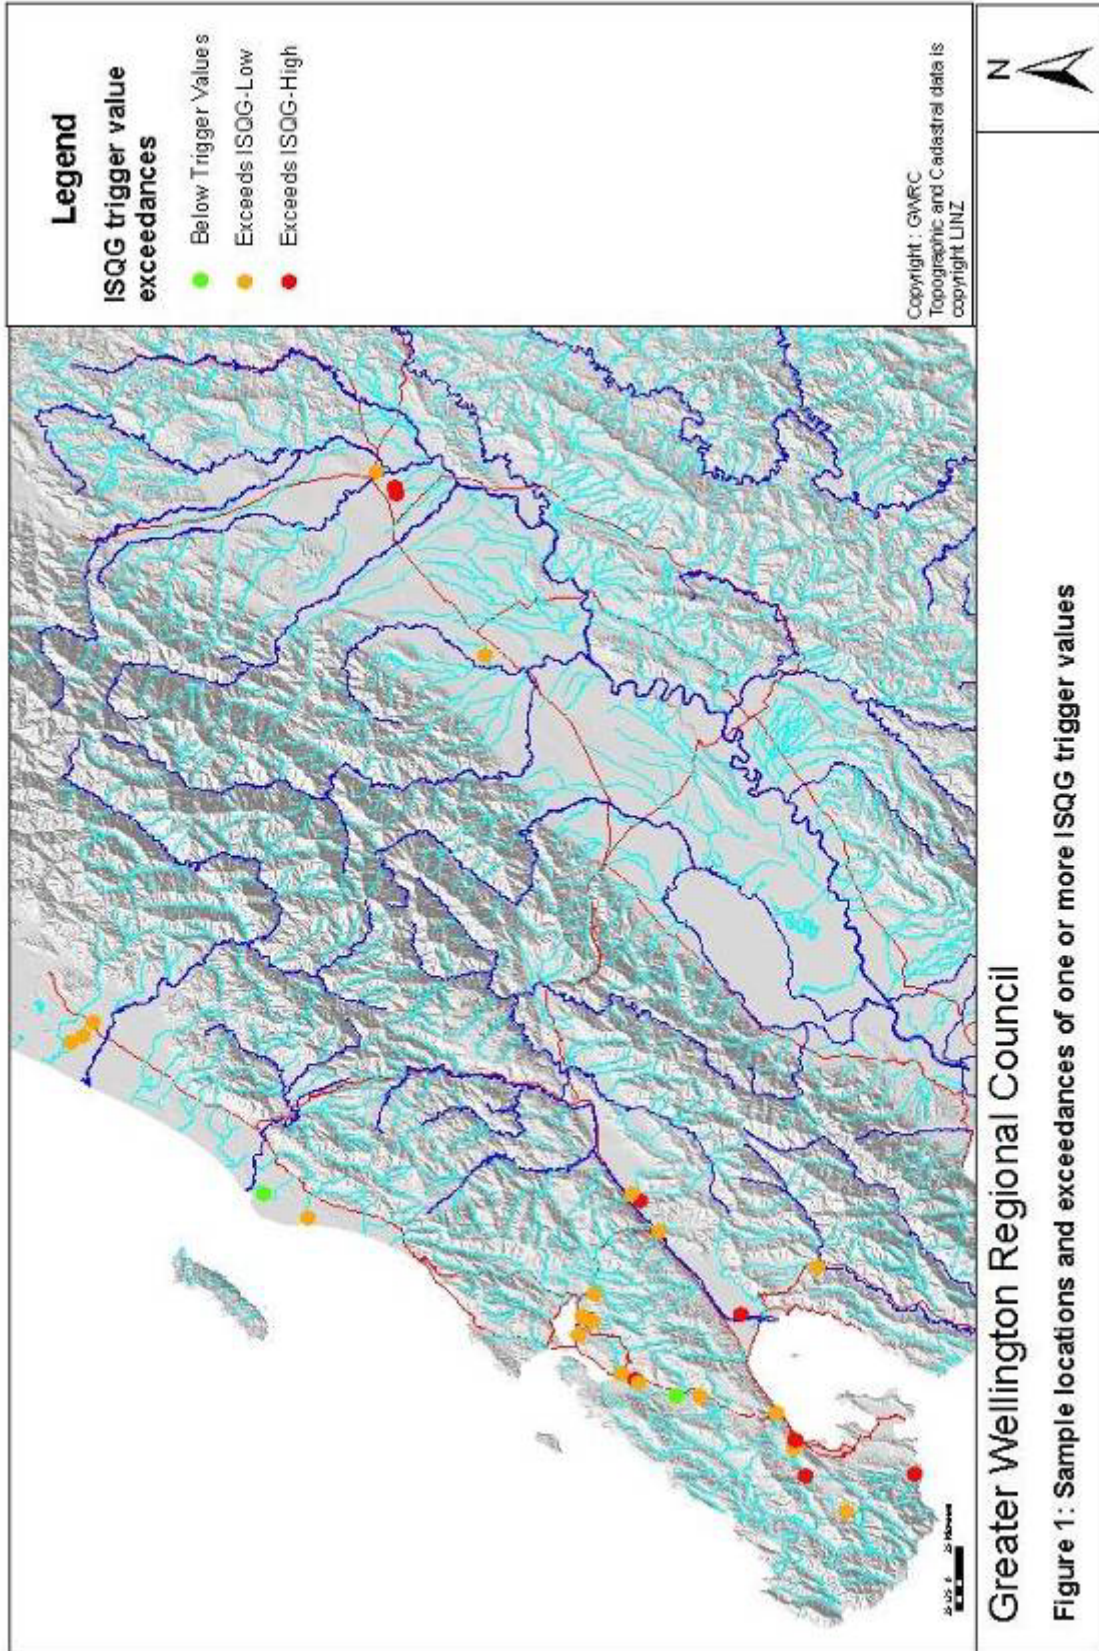 Legend
ISQG trigger value
exceedances
Below Trigger Values
Exceeds ISQG-Low
Exceeds ISQG-High
Copyright : GWRC
Topographic and Cadastral data is
copyright LINZ
N
Greater Wellington Regional Council
Figure 1: Sample locations and exceedances of one or more ISQG trigger values